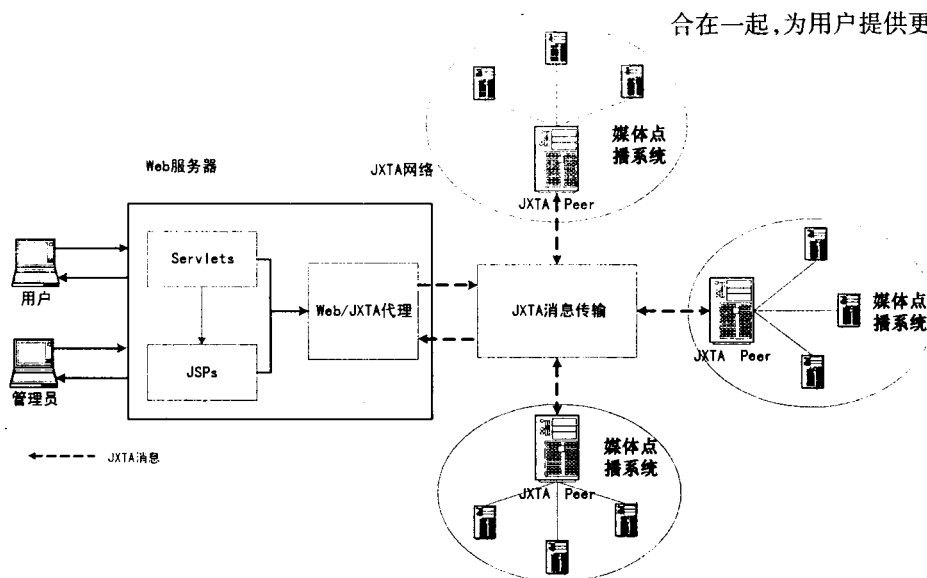 合在一起,为用户提供更
媒体点
播系统
JXTA Peer
Web服务器
JXTA网络
Servlets
JSPs
Web/JXTA代理
JXTA消息传输
用户
管理员
JXTA Peer
媒体点
播系统
JXTA消息
JXTA Peer
媒体点
播系统